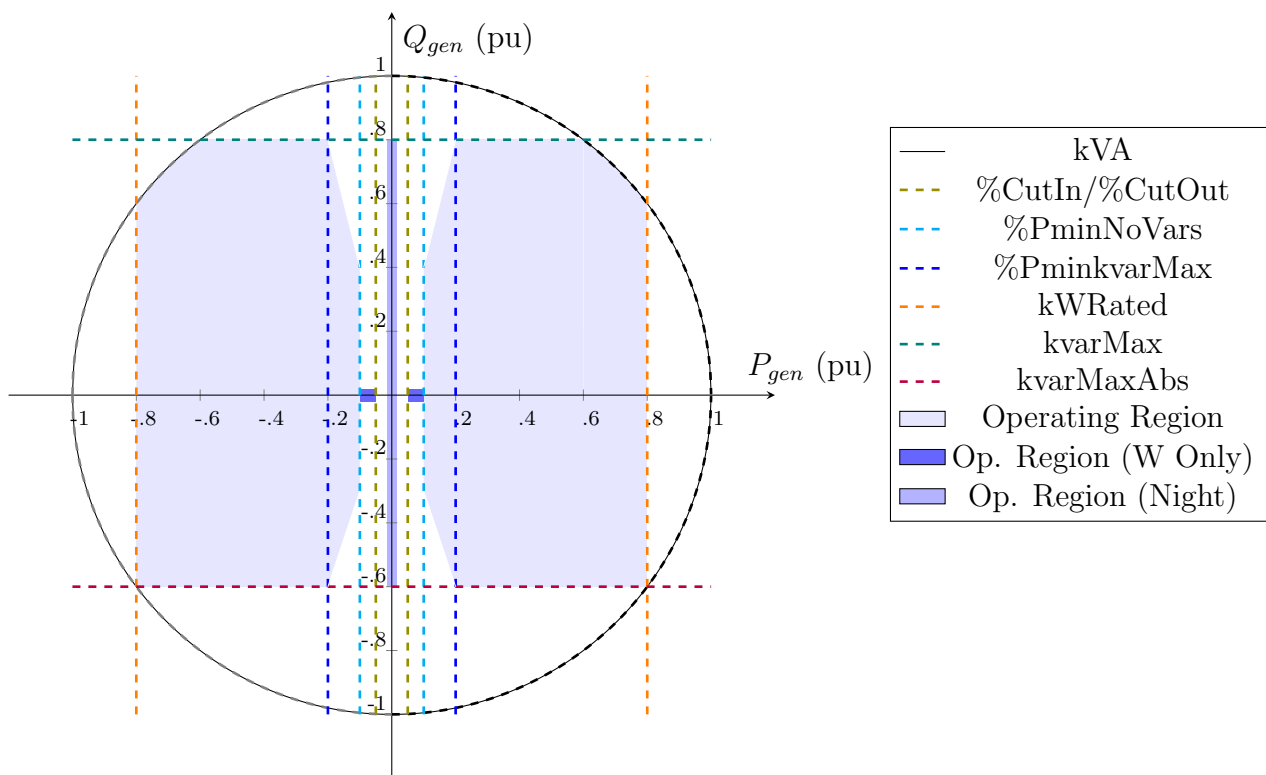 Q_gen (pu)
1
.8
.6
.4
.2
P_gen (pu)
-1 -.8 -.6 -.4 -.2 .2 .4 .6 .8 1
-.2
-.4
-.6
-.8
-1
kVA
%CutIn/%CutOut
%PminNoVars
%PminkvarMax
kWRated
kvarMax
kvarMaxAbs
Operating Region
Op. Region (W Only)
Op. Region (Night)